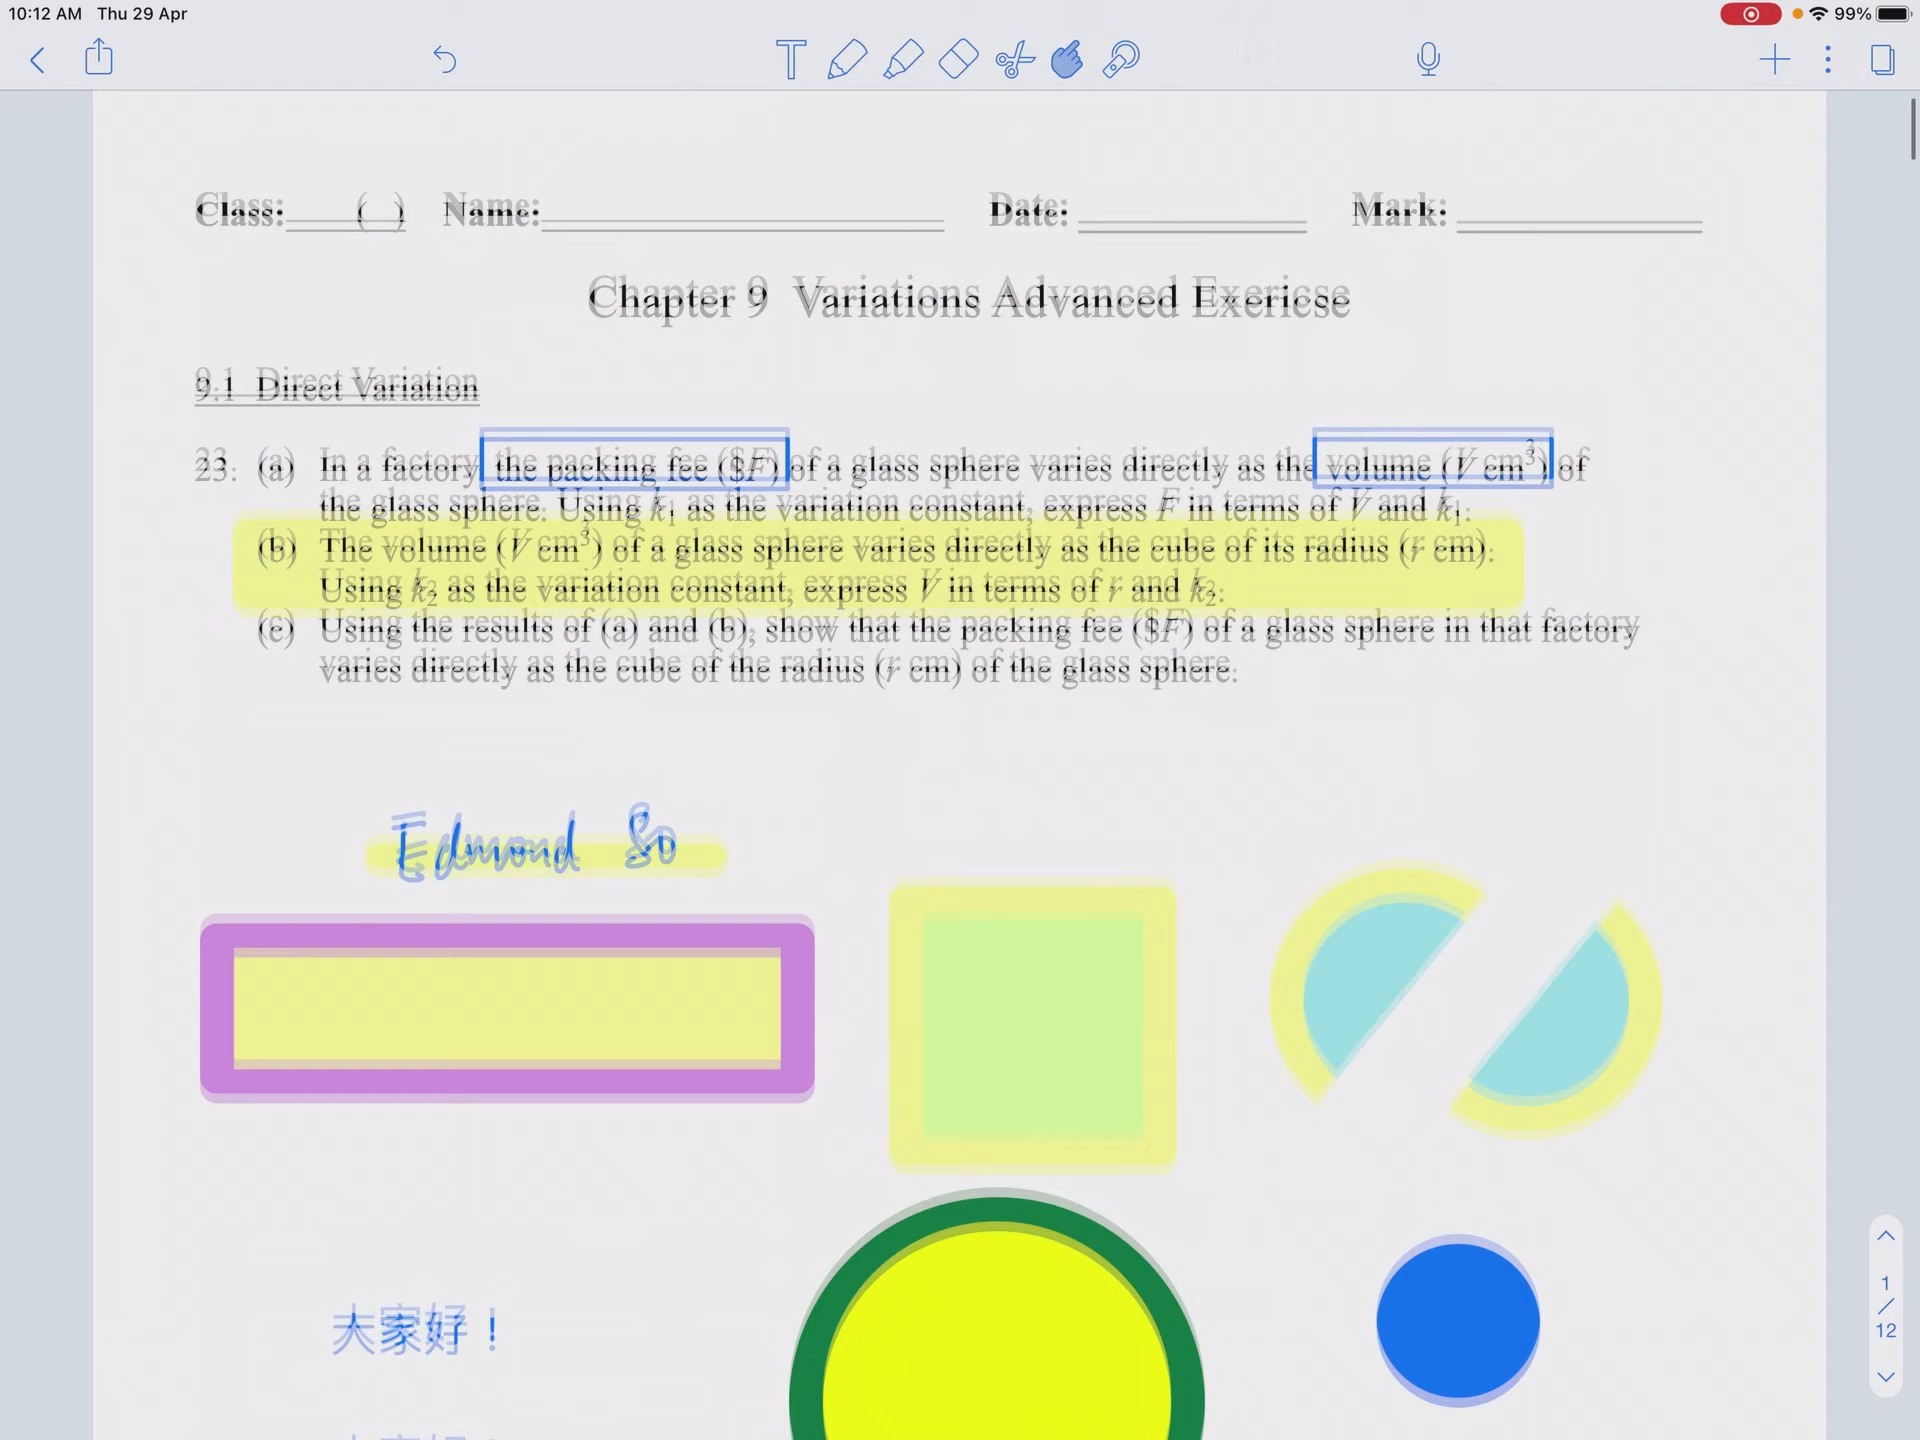 10:12 AM Thu 29 Apr
99%
Class: ( ) Name: Date: Mark:
Chapter 9 Variations Advanced Exericse
9.1 Direct Variation
23. (a) In a factory the packing fee ($F) of a glass sphere varies directly as the volume (V cm³) of
the glass sphere. Using k₁ as the variation constant, express F in terms of V and k₁.
(b) The volume (V cm³) of a glass sphere varies directly as the cube of its radius (r cm).
Using k₂ as the variation constant, express V in terms of r and k₂.
(c) Using the results of (a) and (b), show that the packing fee ($F) of a glass sphere in that factory
varies directly as the cube of the radius (r cm) of the glass sphere.
Edmond So
大家好！
1
/
12